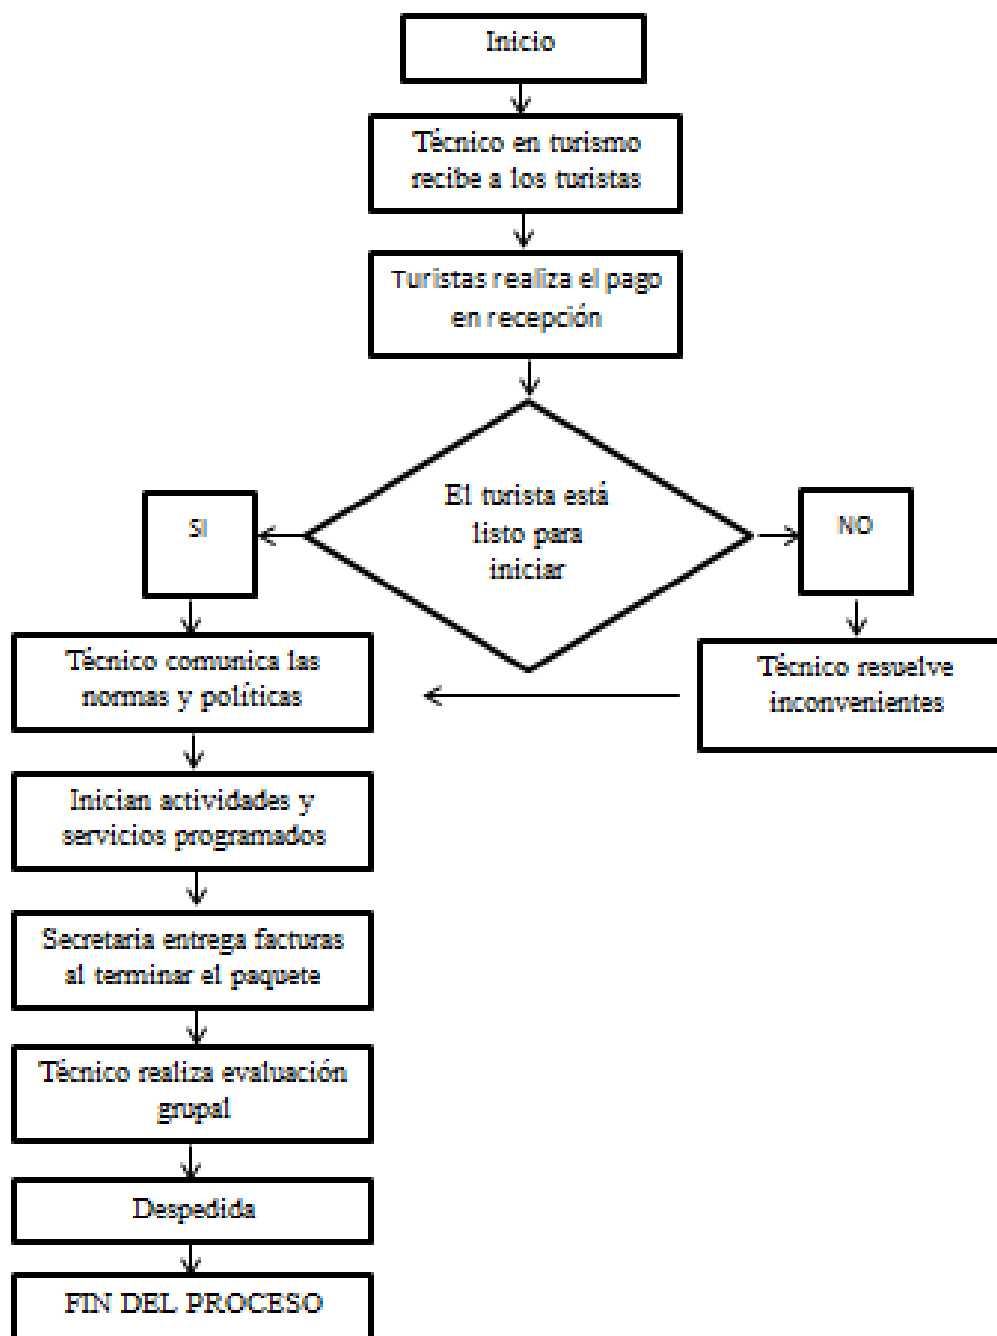 Inicio
Técnico en turismo
recibe a los turistas
Turistas realiza el pago
en recepción
El turista está
listo para
iniciar
SI
NO
Técnico comunica las
normas y políticas
Técnico resuelve
inconvenientes
Inician actividades y
servicios programados
Secretaria entrega facturas
al terminar el paquete
Técnico realiza evaluación
grupal
Despedida
FIN DEL PROCESO